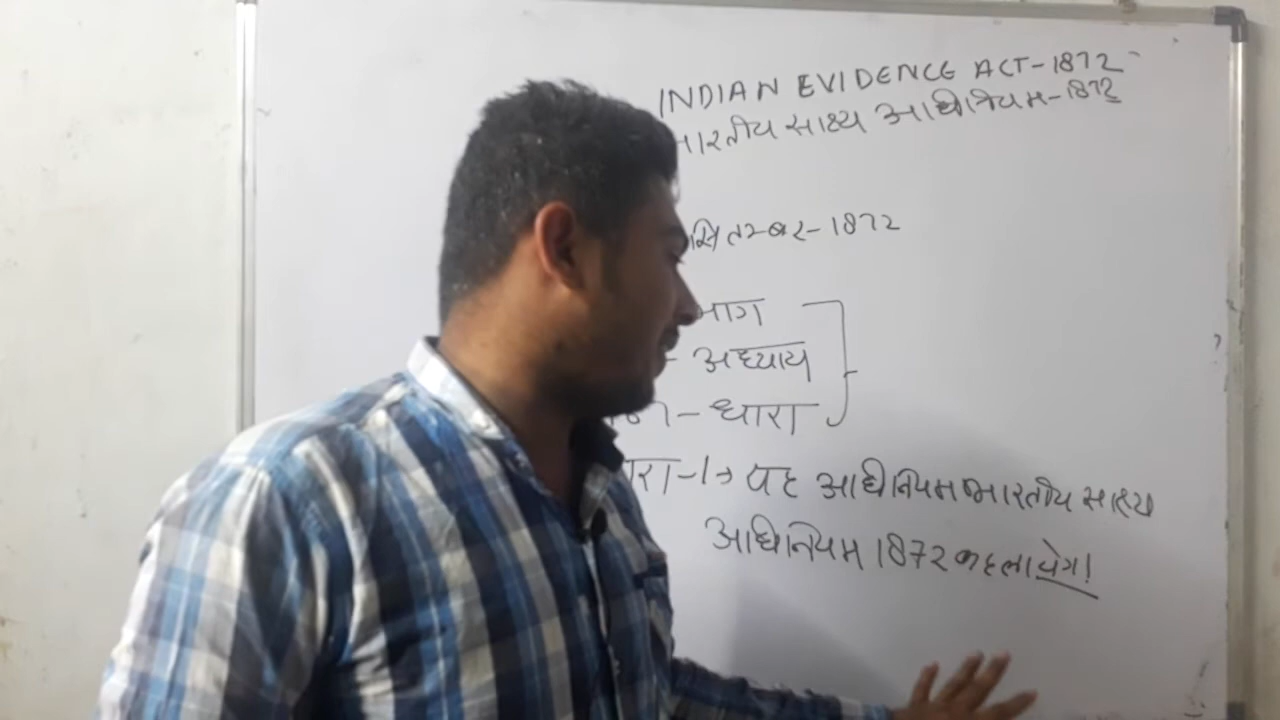 INDIAN EVIDENCE ACT-1872
भारतीय साक्ष्य अधिनियम-1872
सितम्बर-1872
भाग
- अध्याय
- धारा
धारा-1→ यह अधिनियम भारतीय साक्ष्य
अधिनियम 1872 कहलायेगा